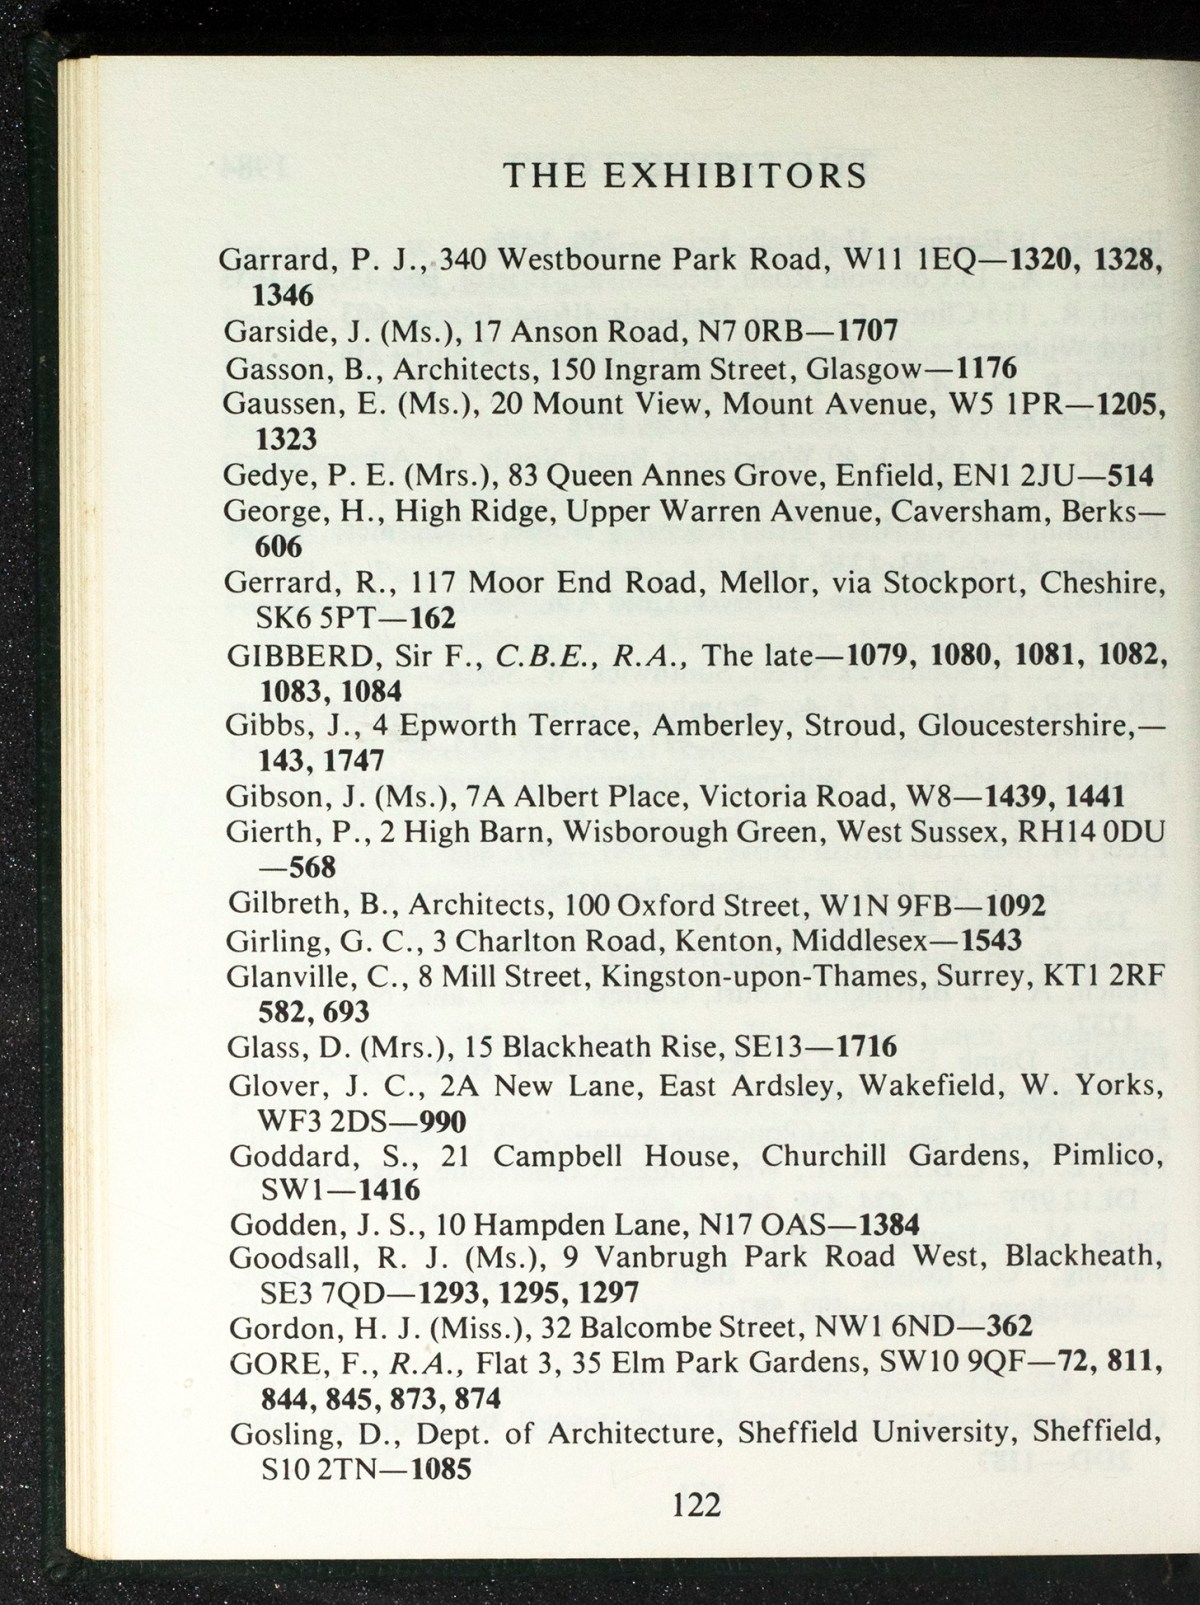 THE EXHIBITORS
Garrard, P. J., 340 Westbourne Park Road, W11 1EQ—1320, 1328,
1346
Garside, J. (Ms.), 17 Anson Road, N7 0RB—1707
Gasson, B., Architects, 150 Ingram Street, Glasgow—1176
Gaussen, E. (Ms.), 20 Mount View, Mount Avenue, W5 1PR—1205,
1323
Gedye, P. E. (Mrs.), 83 Queen Annes Grove, Enfield, EN1 2JU—514
George, H., High Ridge, Upper Warren Avenue, Caversham, Berks—
606
Gerrard, R., 117 Moor End Road, Mellor, via Stockport, Cheshire,
SK6 5PT—162
GIBBERD, Sir F., C.B.E., R.A., The late—1079, 1080, 1081, 1082,
1083, 1084
Gibbs, J., 4 Epworth Terrace, Amberley, Stroud, Gloucestershire,—
143, 1747
Gibson, J. (Ms.), 7A Albert Place, Victoria Road, W8—1439, 1441
Gierth, P., 2 High Barn, Wisborough Green, West Sussex, RH14 0DU
—568
Gilbreth, B., Architects, 100 Oxford Street, W1N 9FB—1092
Girling, G. C., 3 Charlton Road, Kenton, Middlesex—1543
Glanville, C., 8 Mill Street, Kingston-upon-Thames, Surrey, KT1 2RF
582, 693
Glass, D. (Mrs.), 15 Blackheath Rise, SE13—1716
Glover, J. C., 2A New Lane, East Ardsley, Wakefield, W. Yorks,
WF3 2DS—990
Goddard, S., 21 Campbell House, Churchill Gardens, Pimlico,
SW1—1416
Godden, J. S., 10 Hampden Lane, N17 OAS—1384
Goodsall, R. J. (Ms.), 9 Vanbrugh Park Road West, Blackheath,
SE3 7QD—1293, 1295, 1297
Gordon, H. J. (Miss.), 32 Balcombe Street, NW1 6ND—362
GORE, F., R.A., Flat 3, 35 Elm Park Gardens, SW10 9QF—72, 811,
844, 845, 873, 874
Gosling, D., Dept. of Architecture, Sheffield University, Sheffield,
S10 2TN—1085
122